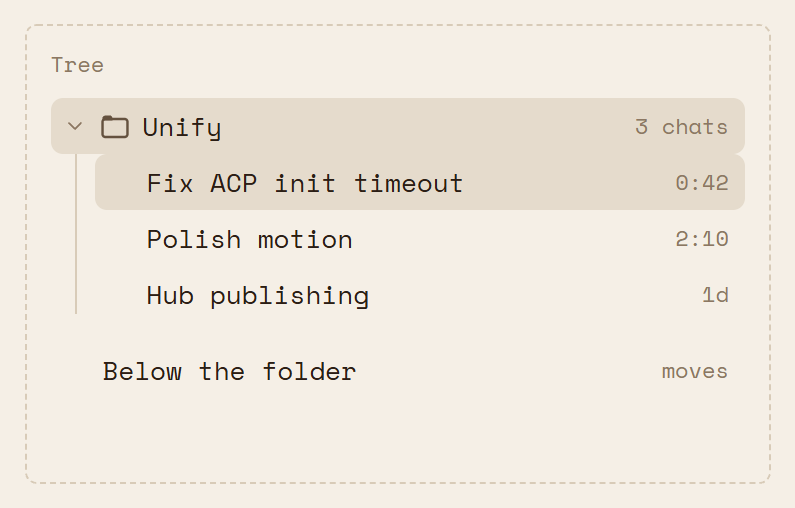 Tree
Unify 3 chats
Fix ACP init timeout 0:42
Polish motion 2:10
Hub publishing 1d
Below the folder moves